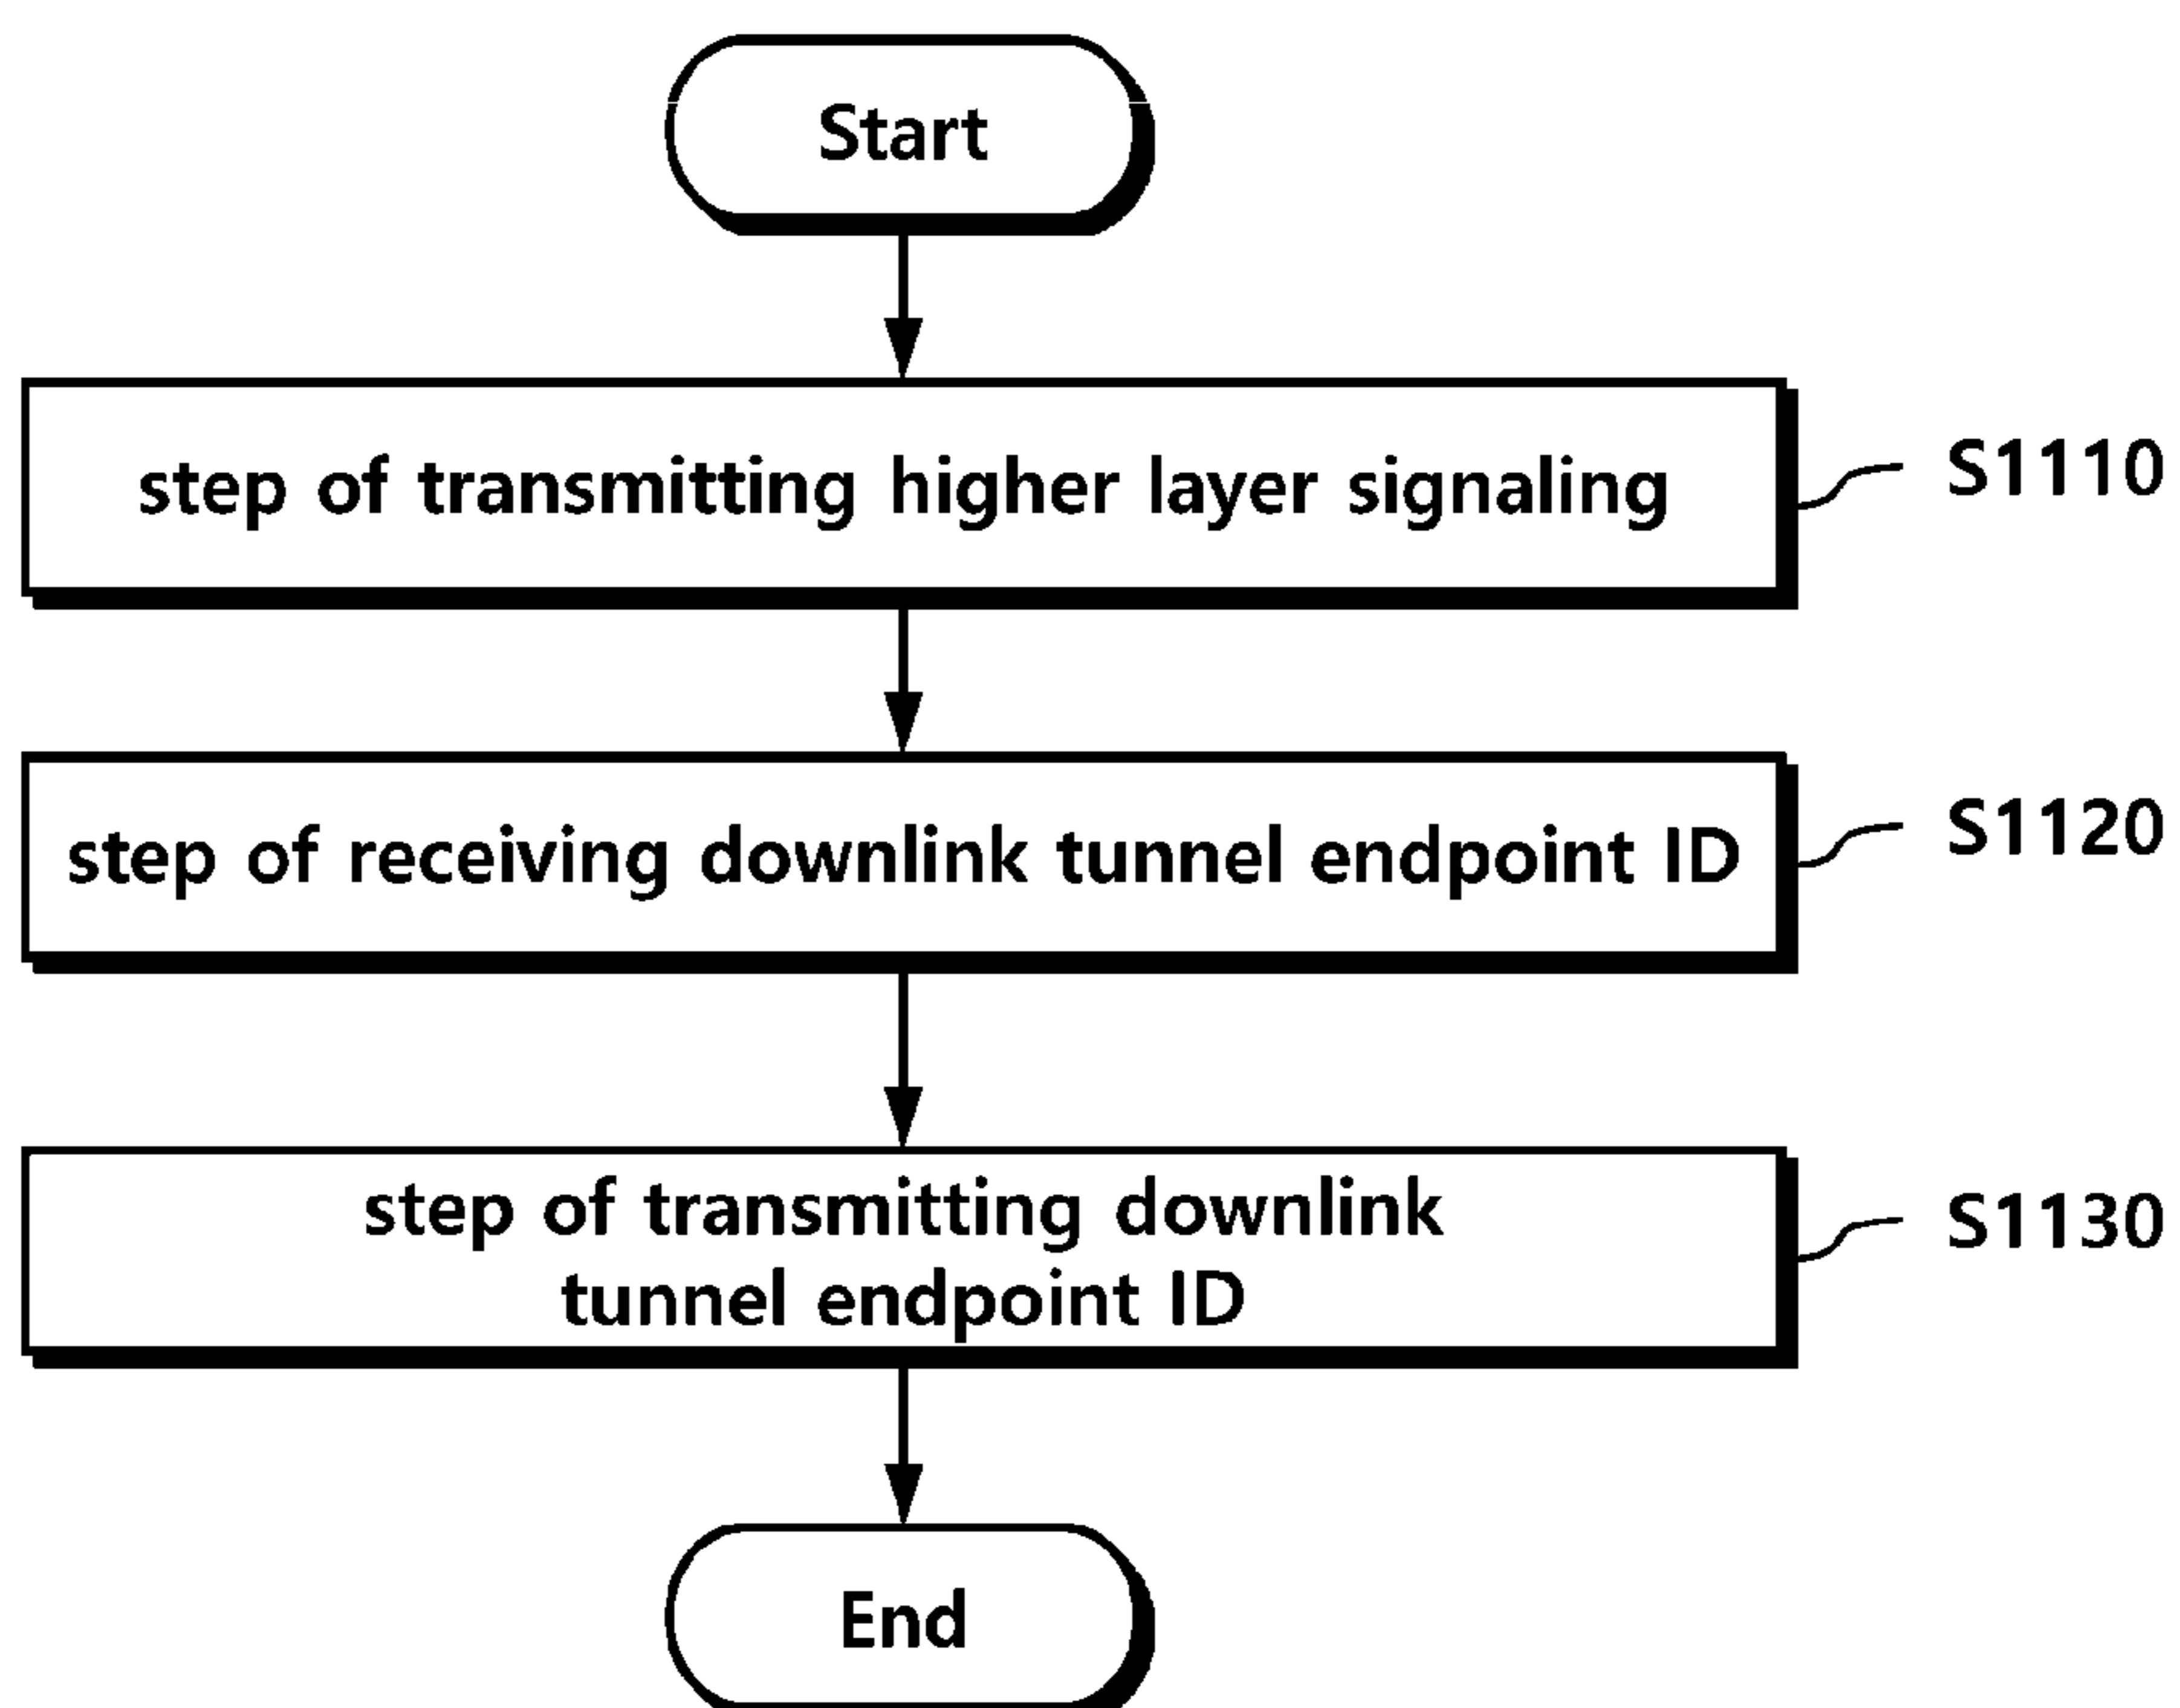 Start
step of transmitting higher layer signaling
S1110
step of receiving downlink tunnel endpoint ID
S1120
step of transmitting downlink
tunnel endpoint ID
S1130
End